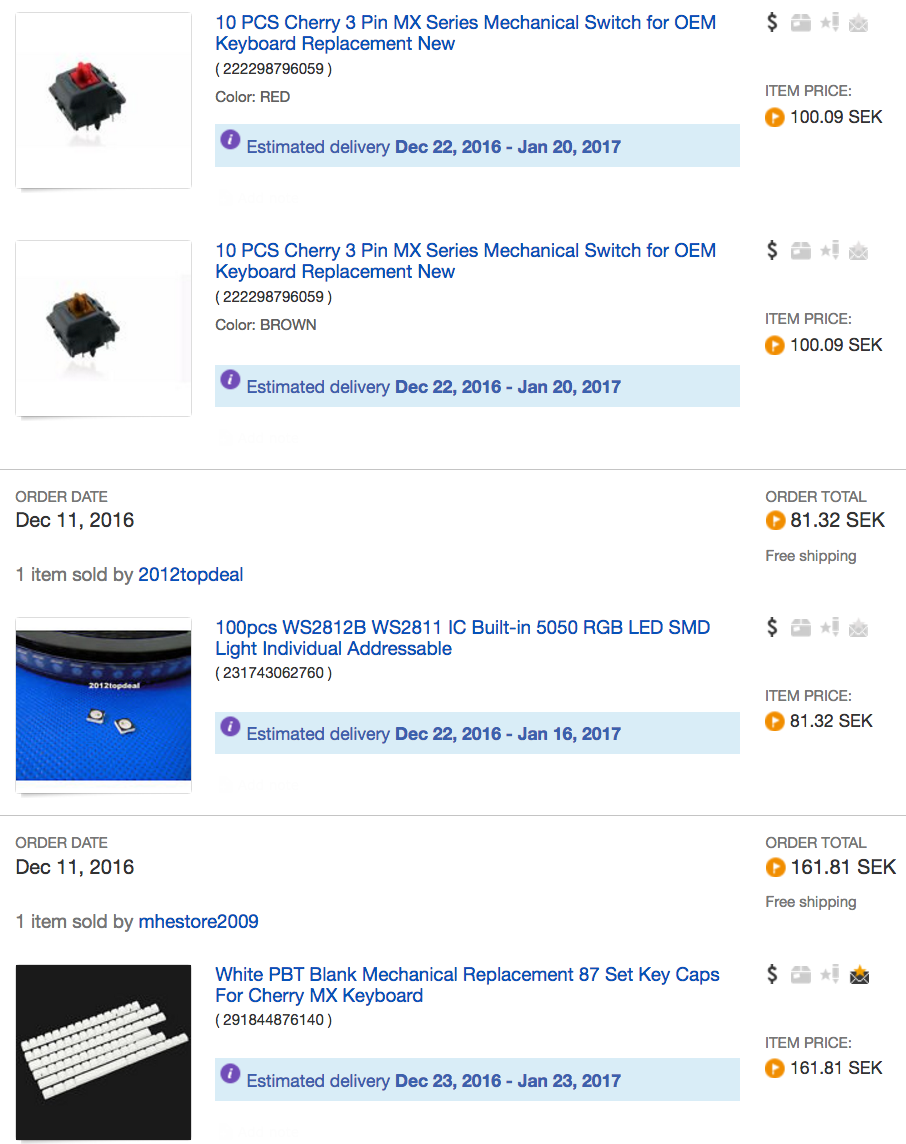 10 PCS Cherry 3 Pin MX Series Mechanical Switch for OEM
Keyboard Replacement New
( 222298796059 )
Color: RED
Estimated delivery Dec 22, 2016 - Jan 20, 2017
$
ITEM PRICE:
100.09 SEK
10 PCS Cherry 3 Pin MX Series Mechanical Switch for OEM
Keyboard Replacement New
( 222298796059 )
Color: BROWN
Estimated delivery Dec 22, 2016 - Jan 20, 2017
$
ITEM PRICE:
100.09 SEK
ORDER DATE
Dec 11, 2016
ORDER TOTAL
81.32 SEK
Free shipping
1 item sold by 2012topdeal
2012topdeal
100pcs WS2812B WS2811 IC Built-in 5050 RGB LED SMD
Light Individual Addressable
( 231743062760 )
Estimated delivery Dec 22, 2016 - Jan 16, 2017
$
ITEM PRICE:
81.32 SEK
ORDER DATE
Dec 11, 2016
ORDER TOTAL
161.81 SEK
Free shipping
1 item sold by mhestore2009
White PBT Blank Mechanical Replacement 87 Set Key Caps
For Cherry MX Keyboard
( 291844876140 )
Estimated delivery Dec 23, 2016 - Jan 23, 2017
$
ITEM PRICE:
161.81 SEK